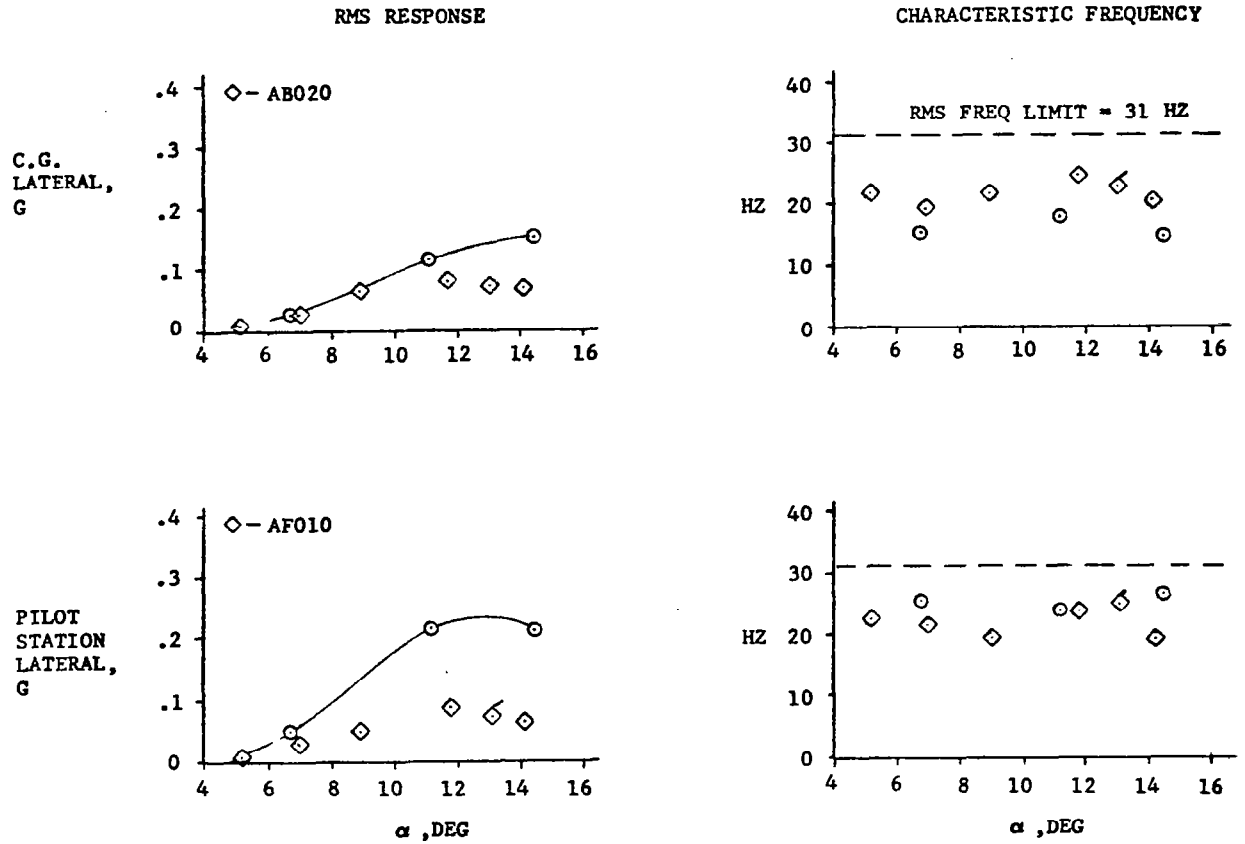 RMS RESPONSE
CHARACTERISTIC FREQUENCY
C.G.
LATERAL,
G
.4
.3
.2
.1
0
◇ - AB020
4 6 8 10 12 14 16
HZ
40
30
20
10
0
RMS FREQ LIMIT = 31 HZ
4 6 8 10 12 14 16
PILOT
STATION
LATERAL,
G
.4
.3
.2
.1
0
◇ - AF010
4 6 8 10 12 14 16
α ,DEG
HZ
40
30
20
10
0
4 6 8 10 12 14 16
α ,DEG